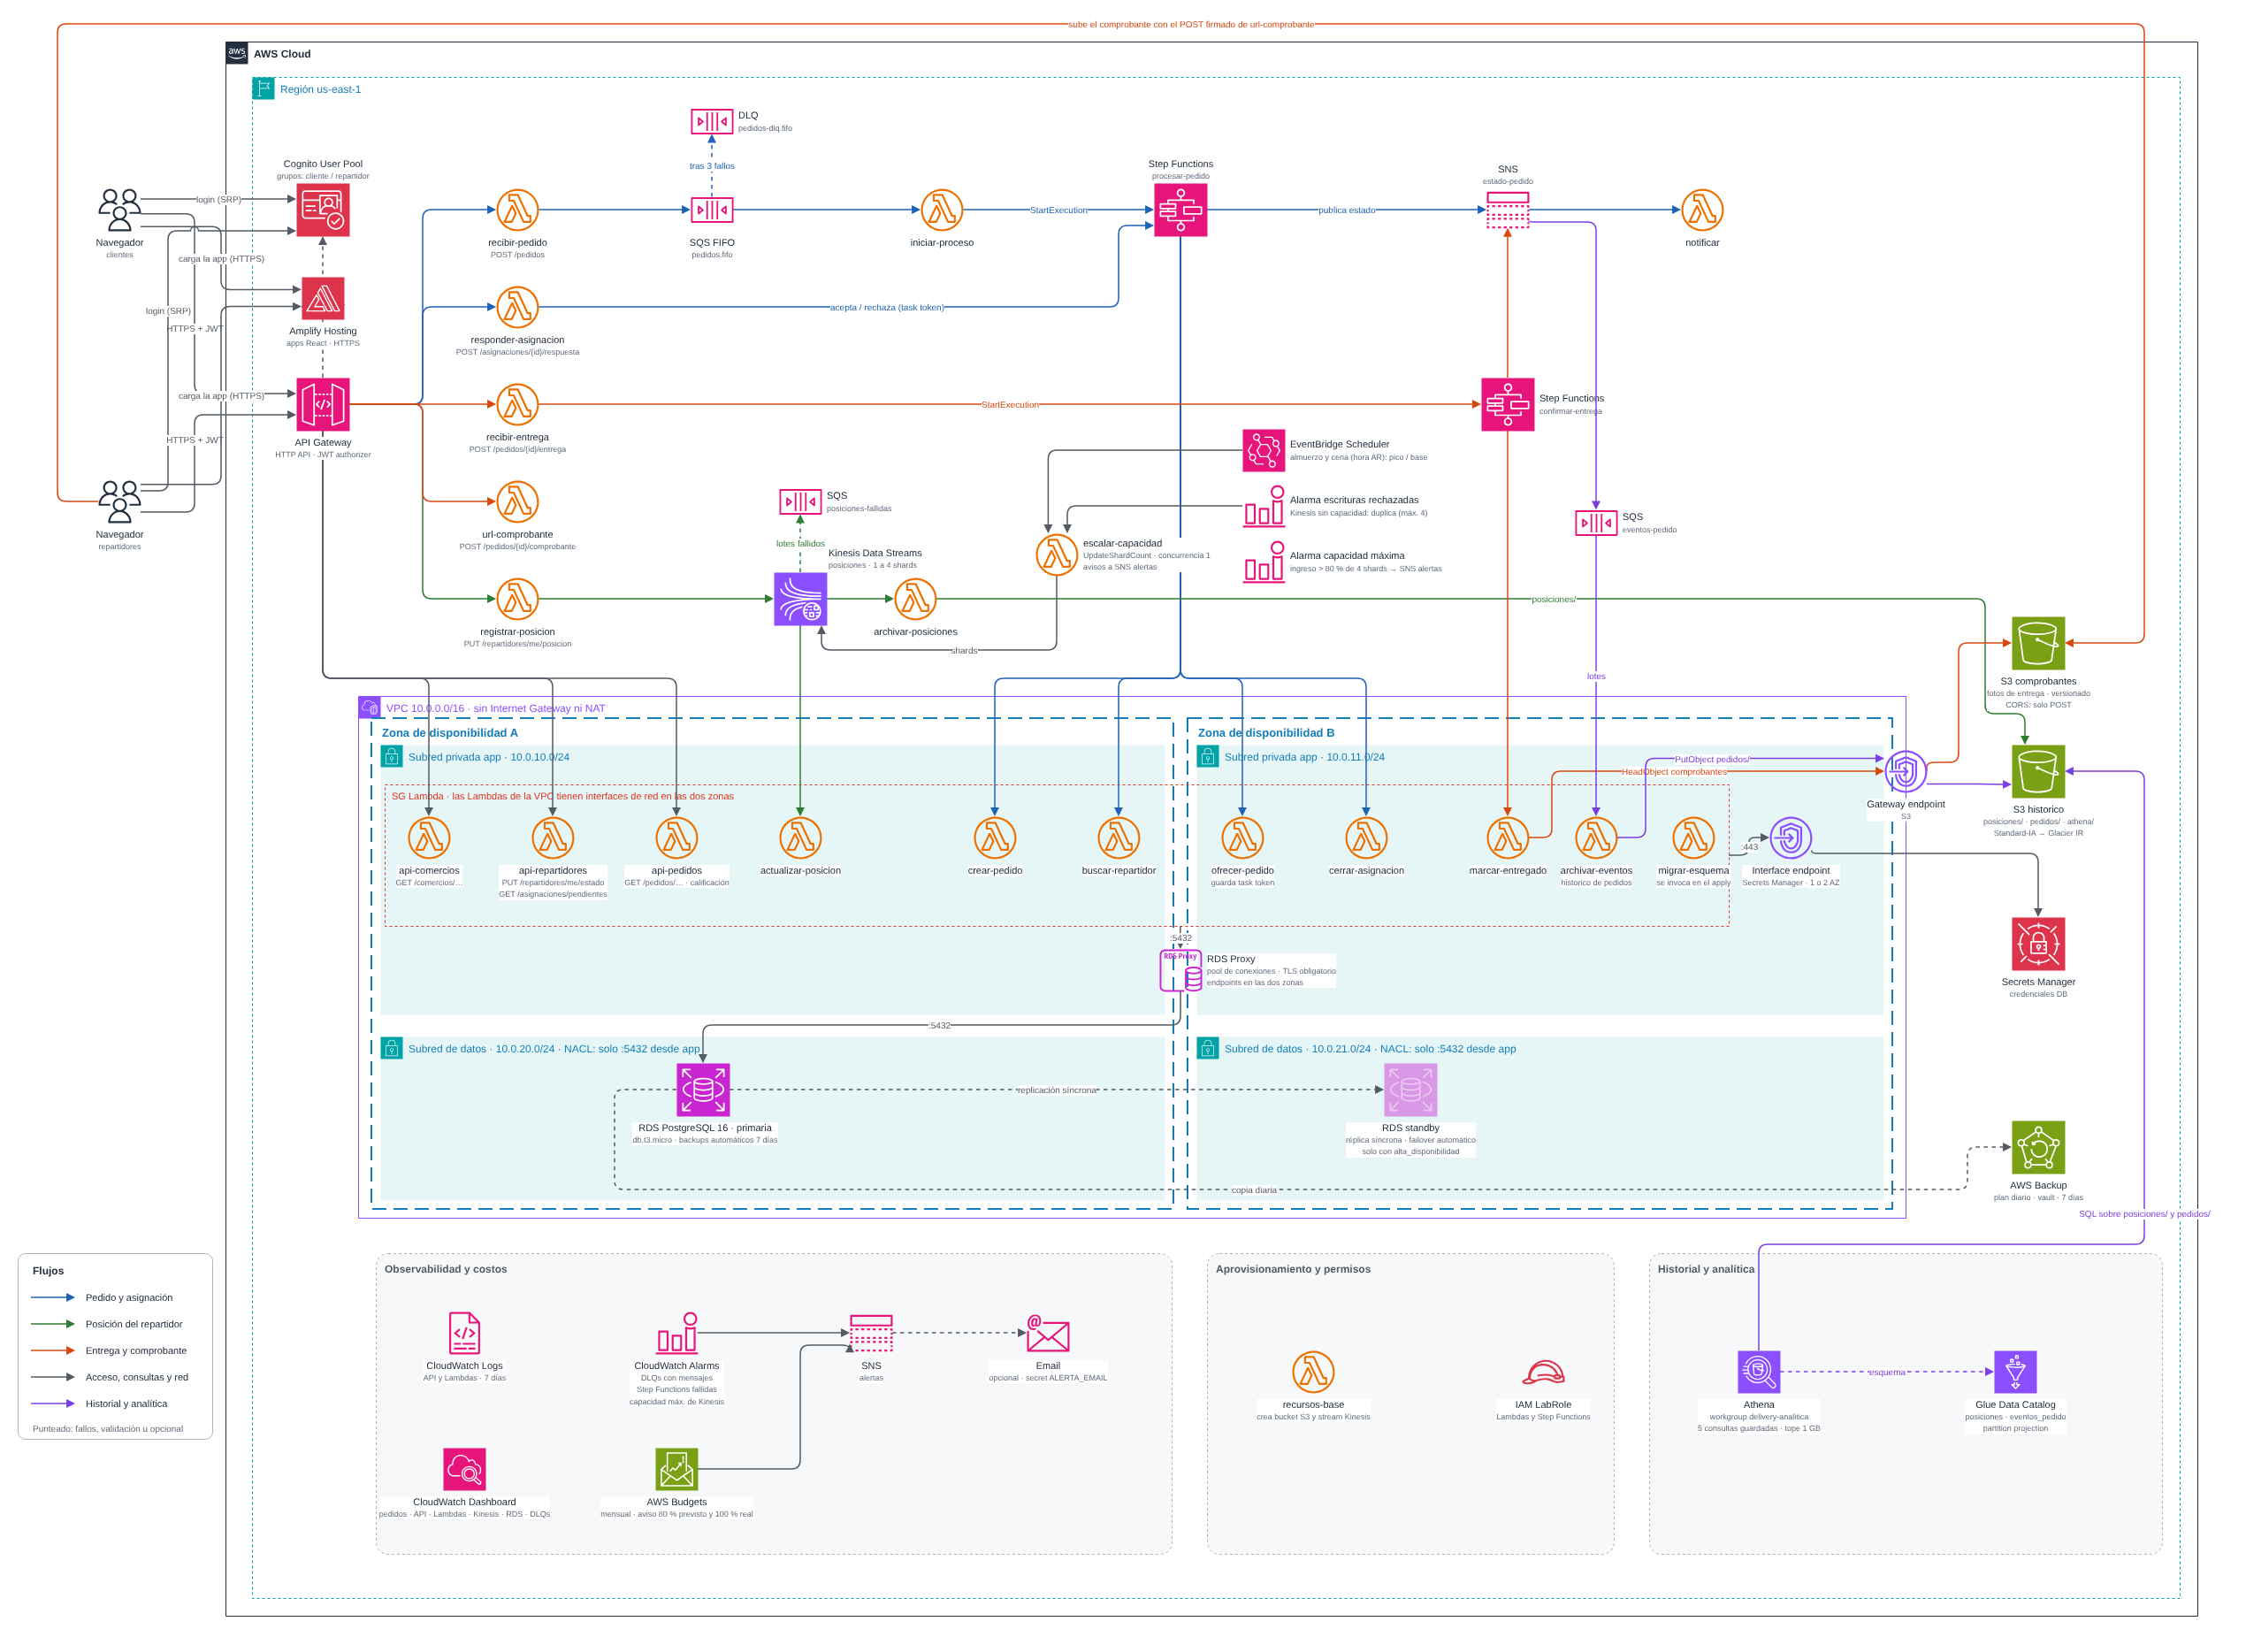 sube el comprobante con el POST firmado de url-comprobante
aws
AWS Cloud
Región us-east-1
DLQ
pedidos-dlq.fifo
tras 3 fallos
Cognito User Pool
grupos: cliente / repartidor
Step Functions
procesar-pedido
SNS
estado-pedido
login (SRP)
StartExecution
publica estado
Navegador
clientes
recibir-pedido
POST /pedidos
SQS FIFO
pedidos.fifo
iniciar-proceso
notificar
carga la app (HTTPS)
login (SRP)
HTTPS + JWT
Amplify Hosting
apps React · HTTPS
acepta / rechaza (task token)
responder-asignacion
POST /asignaciones/{id}/respuesta
carga la app (HTTPS)
HTTPS + JWT
API Gateway
HTTP API · JWT authorizer
StartExecution
recibir-entrega
POST /pedidos/{id}/entrega
Step Functions
confirmar-entrega
EventBridge Scheduler
almuerzo y cena (hora AR): pico / base
Navegador
repartidores
SQS
posiciones-fallidas
Alarma escrituras rechazadas
Kinesis sin capacidad: duplica (máx. 4)
SQS
eventos-pedido
url-comprobante
POST /pedidos/{id}/comprobante
lotes fallidos
Kinesis Data Streams
posiciones · 1 a 4 shards
escalar-capacidad
UpdateShardCount · concurrencia 1
avisos a SNS alertas
Alarma capacidad máxima
ingreso > 80 % de 4 shards → SNS alertas
posiciones/
registrar-posicion
PUT /repartidores/me/posicion
archivar-posiciones
shards
lotes
S3 comprobantes
fotos de entrega · versionado
CORS: solo POST
VPC 10.0.0.0/16 · sin Internet Gateway ni NAT
Zona de disponibilidad A
Zona de disponibilidad B
Subred privada app · 10.0.10.0/24
Subred privada app · 10.0.11.0/24
PutObject pedidos/
HeadObject comprobantes
SG Lambda · las Lambdas de la VPC tienen interfaces de red en las dos zonas
Gateway endpoint
S3
S3 historico
posiciones/ · pedidos/ · athena/
Standard-IA → Glacier IR
:443
api-comercios
GET /comercios/…
api-repartidores
PUT /repartidores/me/estado
GET /asignaciones/pendientes
api-pedidos
GET /pedidos/… · calificación
actualizar-posicion
crear-pedido
buscar-repartidor
ofrecer-pedido
guarda task token
cerrar-asignacion
marcar-entregado
archivar-eventos
historico de pedidos
migrar-esquema
se invoca en el apply
Interface endpoint
Secrets Manager · 1 o 2 AZ
:5432
RDS Proxy
RDS Proxy
pool de conexiones · TLS obligatorio
endpoints en las dos zonas
Secrets Manager
credenciales DB
:5432
Subred de datos · 10.0.20.0/24 · NACL: solo :5432 desde app
Subred de datos · 10.0.21.0/24 · NACL: solo :5432 desde app
replicación síncrona
RDS PostgreSQL 16 · primaria
db.t3.micro · backups automáticos 7 días
RDS standby
réplica síncrona · failover automático
solo con alta_disponibilidad
copia diaria
AWS Backup
plan diario · vault · 7 días
SQL sobre posiciones/ y pedidos/
Flujos
Pedido y asignación
Posición del repartidor
Entrega y comprobante
Acceso, consultas y red
Historial y analítica
Punteado: fallos, validación u opcional
Observabilidad y costos
CloudWatch Logs
API y Lambdas · 7 días
CloudWatch Alarms
DLQs con mensajes
Step Functions fallidas
capacidad máx. de Kinesis
SNS
alertas
Email
opcional · secret ALERTA_EMAIL
CloudWatch Dashboard
pedidos · API · Lambdas · Kinesis · RDS · DLQs
AWS Budgets
mensual · aviso 80 % previsto y 100 % real
Aprovisionamiento y permisos
recursos-base
crea bucket S3 y stream Kinesis
IAM LabRole
Lambdas y Step Functions
Historial y analítica
esquema
Athena
workgroup delivery-analitica
5 consultas guardadas · tope 1 GB
Glue Data Catalog
posiciones · eventos_pedido
partition projection